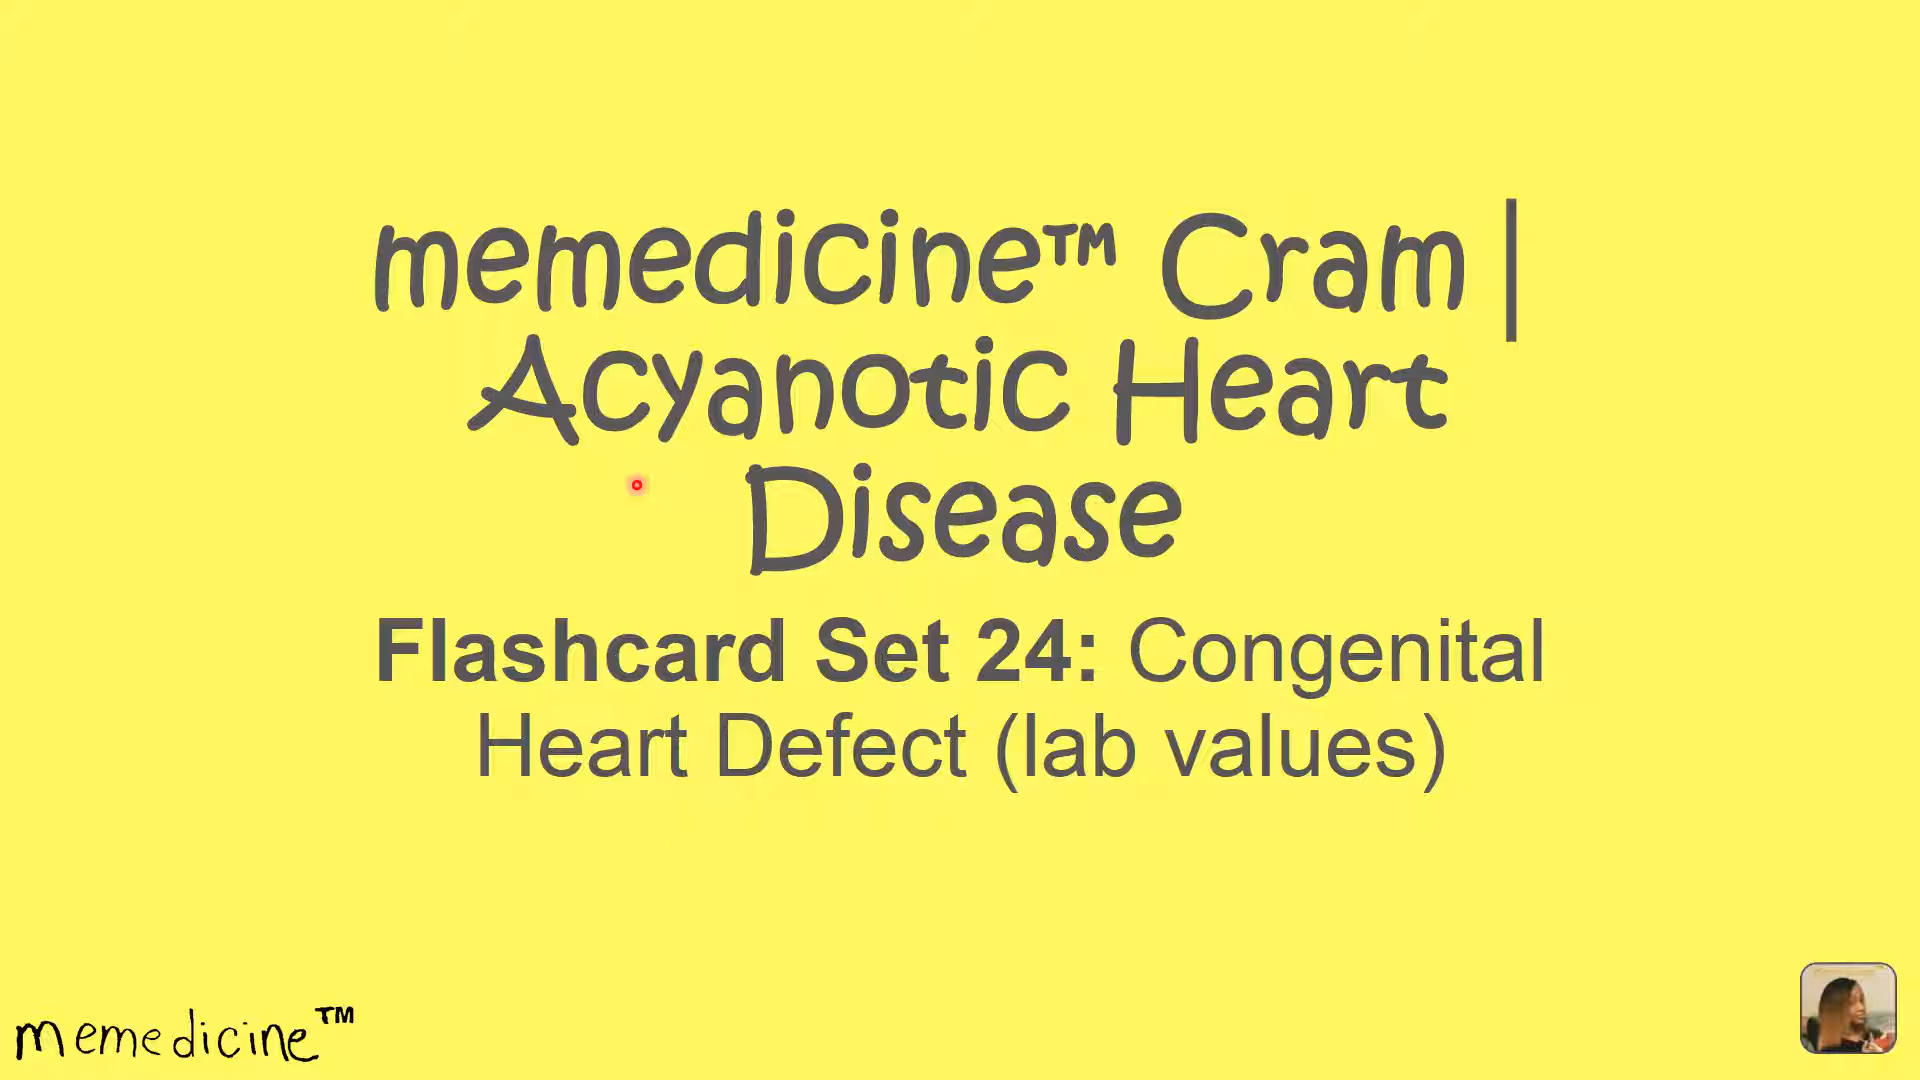 memedicine™ Cram |
Acyanotic Heart
Disease
Flashcard Set 24: Congenital
Heart Defect (lab values)
memedicine™